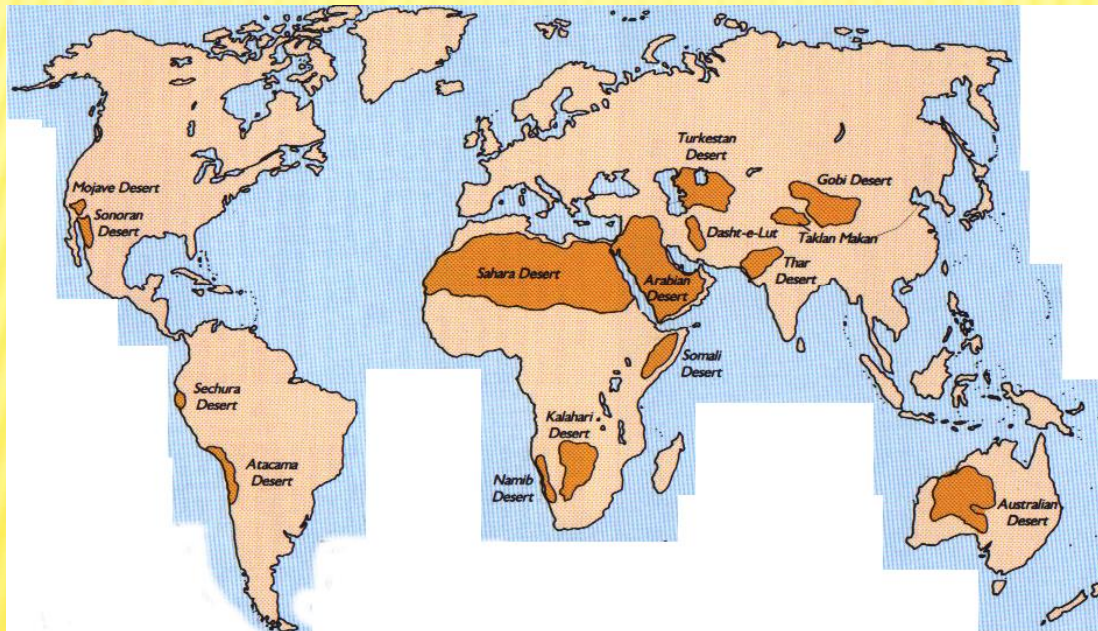 Mojave Desert
Sonoran
Desert
Turkestan
Desert
Gobi Desert
Dasht-e-Lut
Taklan Makan
Thar
Desert
Sahara Desert
Arabian
Desert
Somali
Desert
Sechura
Desert
Kalahari
Desert
Atacama
Desert
Namib
Desert
Australian
Desert